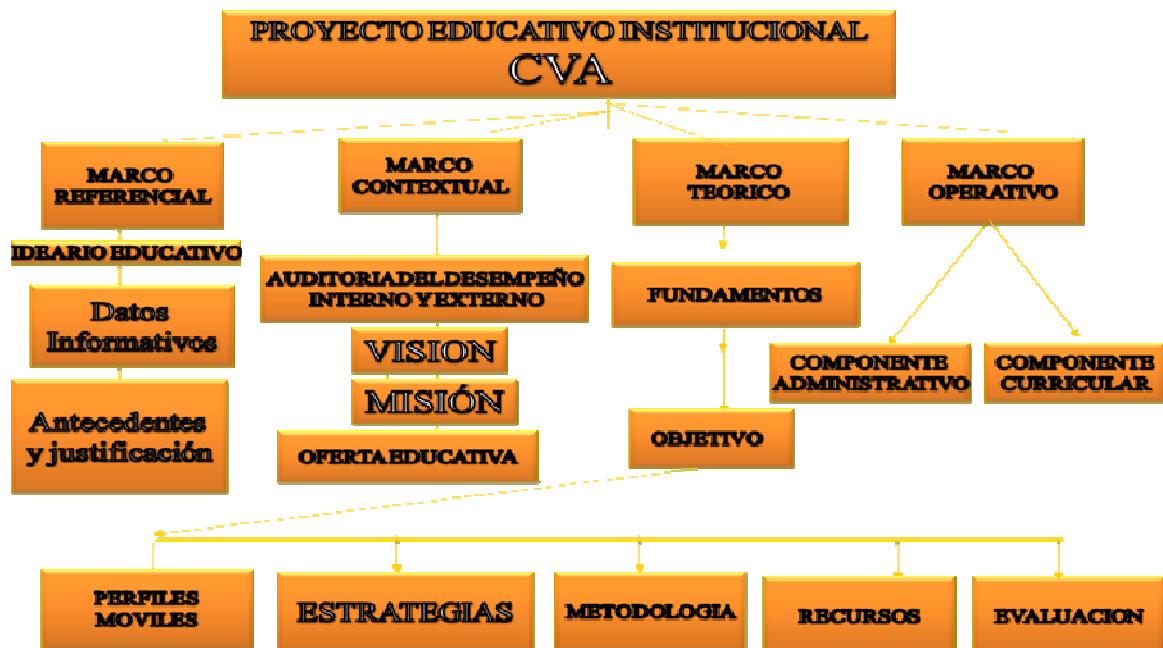 PROYECTO EDUCATIVO INSTITUCIONAL
CVA
MARCO
REFERENCIAL
MARCO
CONTEXTUAL
MARCO
TEORICO
MARCO
OPERATIVO
IDEARIO EDUCATIVO
Datos
Informativos
Antecedentes
y justificación
AUDITORIA DEL DESEMPEÑO
INTERNO Y EXTERNO
VISION
MISIÓN
OFERTA EDUCATIVA
FUNDAMENTOS
OBJETIVO
COMPONENTE
ADMINISTRATIVO
COMPONENTE
CURRICULAR
PERFILES
MOVILES
ESTRATEGIAS
METODOLOGIA
RECURSOS
EVALUACION